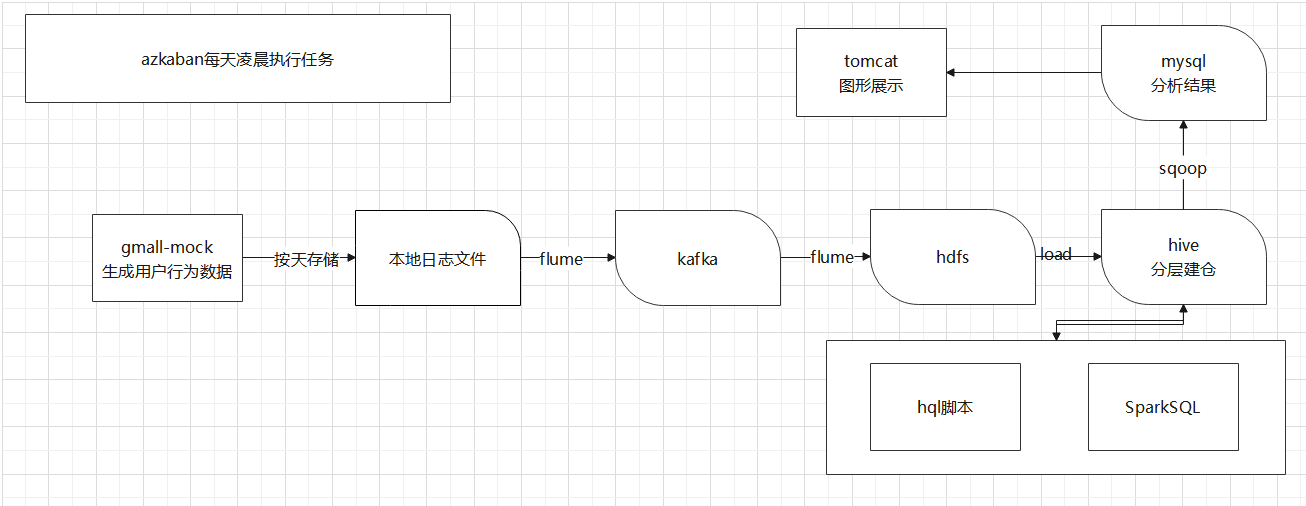 azkaban每天凌晨执行任务
tomcat
图形展示
mysql
分析结果
sqoop
gmall-mock
生成用户行为数据
按天存储
本地日志文件
flume
kafka
flume
hdfs
load
hive
分层建仓
hql脚本
SparkSQL